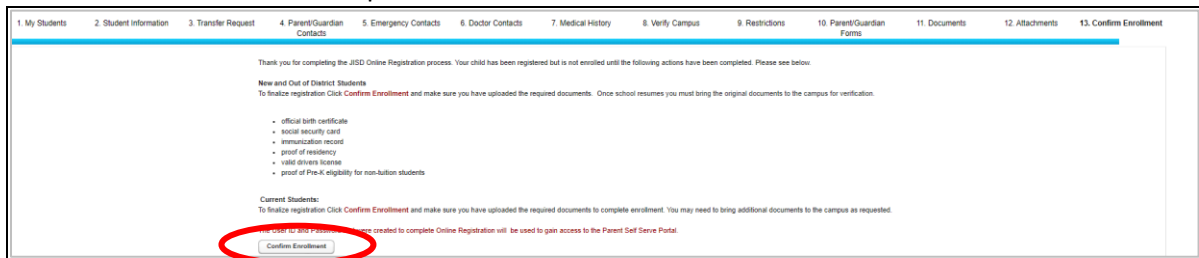 1. My Students 2. Student Information 3. Transfer Request 4. Parent/Guardian Contacts 5. Emergency Contacts 6. Doctor Contacts 7. Medical History 8. Verify Campus 9. Restrictions 10. Parent/Guardian Forms 11. Documents 12. Attachments 13. Confirm Enrollment
Thank you for completing the JISD Online Registration process. Your child has been registered but is not enrolled until the following actions have been completed. Please see below.
New and Out of District Students
To finalize registration Click Confirm Enrollment and make sure you have uploaded the required documents. Once school resumes you must bring the original documents to the campus for verification.
• official birth certificate
• social security card
• immunization record
• proof of residency
• valid drivers license
• proof of Pre-K eligibility for non-tuition students
Current Students:
To finalize registration Click Confirm Enrollment and make sure you have uploaded the required documents to complete enrollment. You may need to bring additional documents to the campus as requested.
The User ID and Password were created to complete Online Registration will be used to gain access to the Parent Self Serve Portal.
Confirm Enrollment